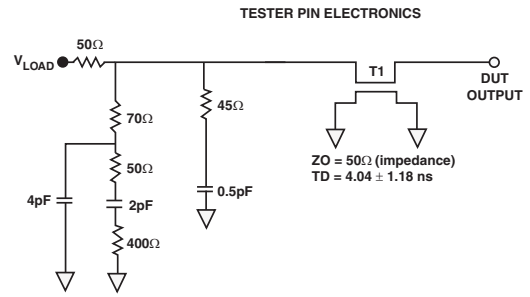 TESTER PIN ELECTRONICS
50Ω
VLOAD
T1
DUT
OUTPUT
70Ω
45Ω
50Ω
4pF
2pF
0.5pF
400Ω
ZO = 50Ω (impedance)
TD = 4.04 ± 1.18 ns